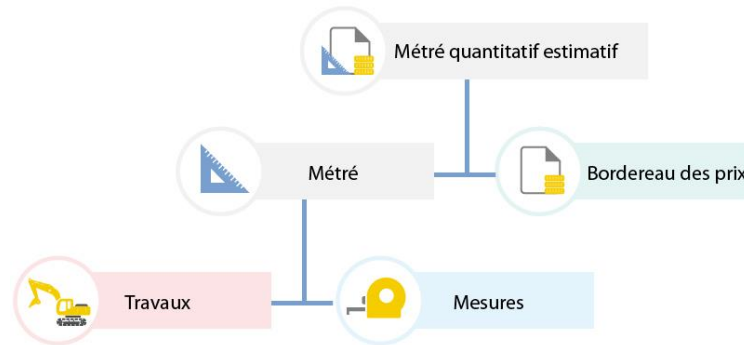 Métré quantitatif estimatif
Métré
Bordereau des prix
Travaux
Mesures